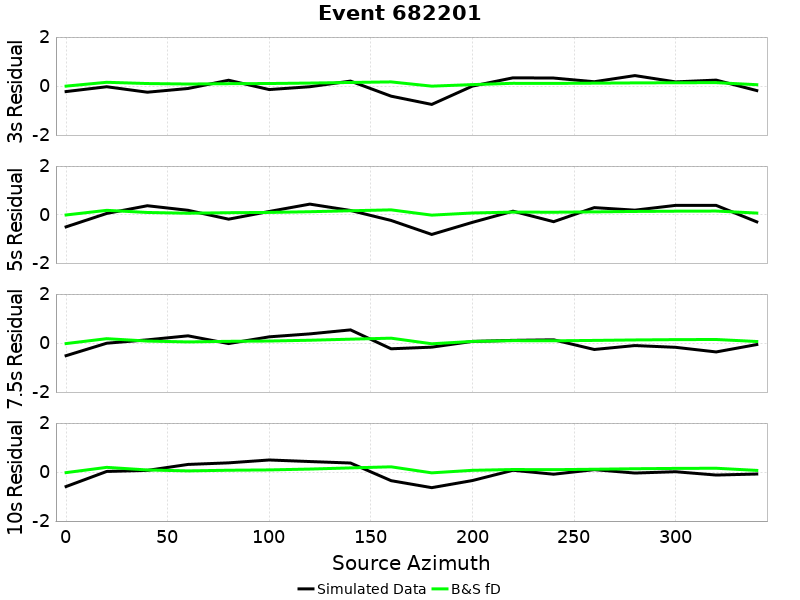 Event 682201
3s Residual
2
0
-2
5s Residual
2
0
-2
7.5s Residual
2
0
-2
10s Residual
2
0
-2
0 50 100 150 200 250 300
Source Azimuth
Simulated Data B&S fD